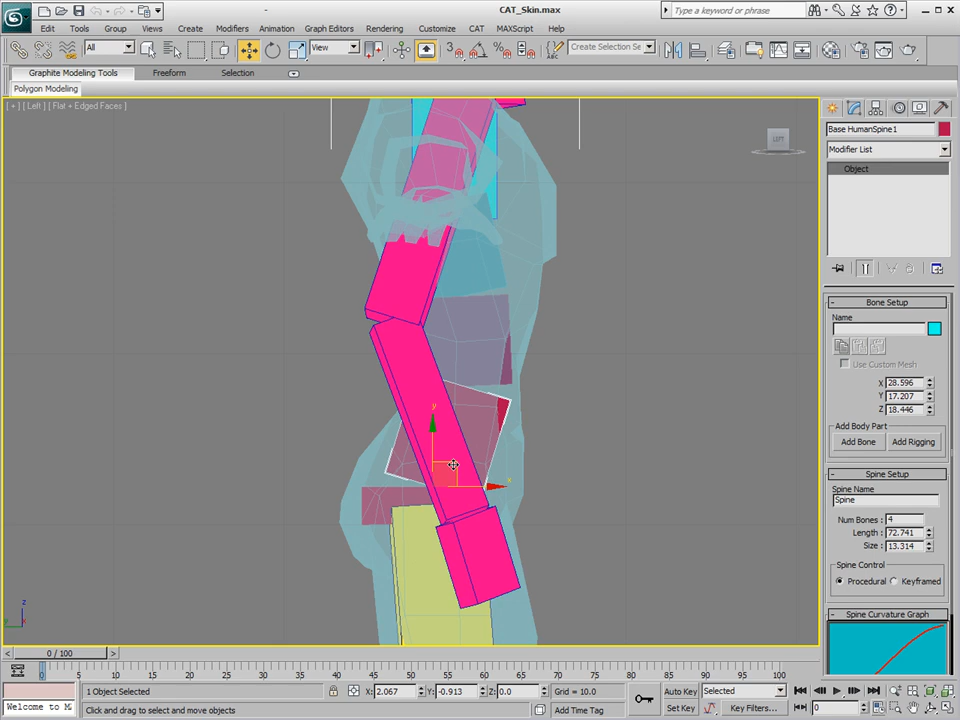 CAT_Skin.max
Type a keyword or phrase
Edit Tools Group Views Create Modifiers Animation Graph Editors Rendering Customize CAT MAXScript Help
All View 3 Create Selection Se
Graphite Modeling Tools Freeform Selection
Polygon Modeling
[ + ] [ Left ] [ Flat + Edged Faces ]
LEFT
Base HumanSpine1
Modifier List
Object
Bone Setup
Name
Use Custom Mesh
X 28.596
Y 17.207
Z 18.446
Add Body Part
Add Bone Add Rigging
Spine Setup
Spine Name
Spine
Num Bones : 4
Length: 72.741
Size : 13.314
Spine Control
Procedural Keyframed
Spine Curvature Graph
y
x
z
x
y
< 0 / 100 >
0 5 10 15 20 25 30 35 40 45 50 55 60 65 70 75 80 85 90 95 100
1 Object Selected X: 2.067 Y: -0.913 Z: 0.0 Grid = 10.0 Auto Key Selected
Welcome to M Click and drag to select and move objects Add Time Tag Set Key Key Filters... 0